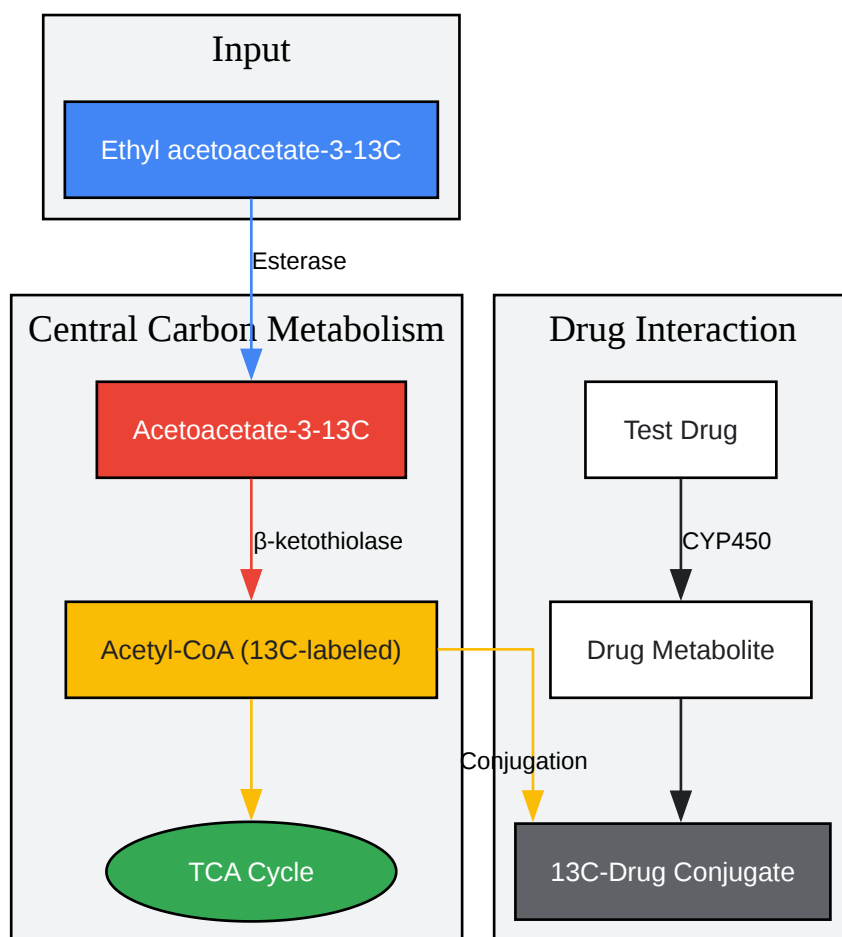 Input
Ethyl acetoacetate-3-13C
Esterase
Central Carbon Metabolism
Acetoacetate-3-13C
β-ketothiolase
Acetyl-CoA (13C-labeled)
TCA Cycle
Drug Interaction
Test Drug
CYP450
Drug Metabolite
Conjugation
13C-Drug Conjugate